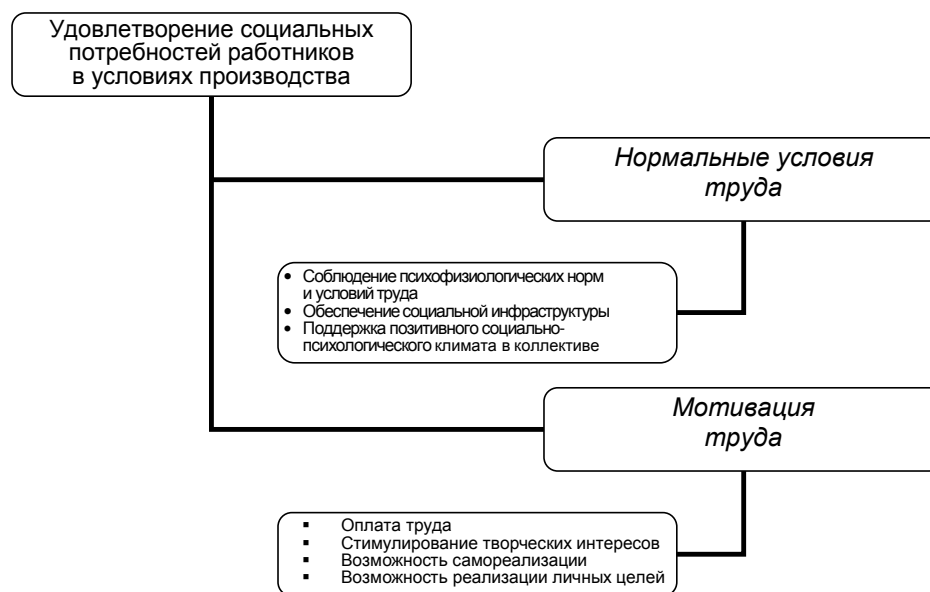 Удовлетворение социальных
потребностей работников
в условиях производства
Нормальные условия
труда
• Соблюдение психофизиологических норм
и условий труда
• Обеспечение социальной инфраструктуры
• Поддержка позитивного социально-
психологического климата в коллективе
Мотивация
труда
▪ Оплата труда
▪ Стимулирование творческих интересов
▪ Возможность самореализации
▪ Возможность реализации личных целей